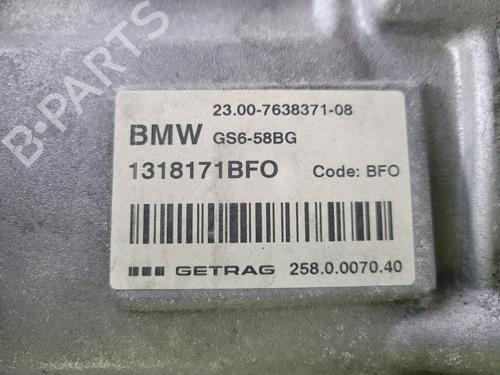 B-PARTS
23.00-7638371-08
BMW GS6-58BG
1318171BFO Code: BFO
GETRAG 258.0.0070.40